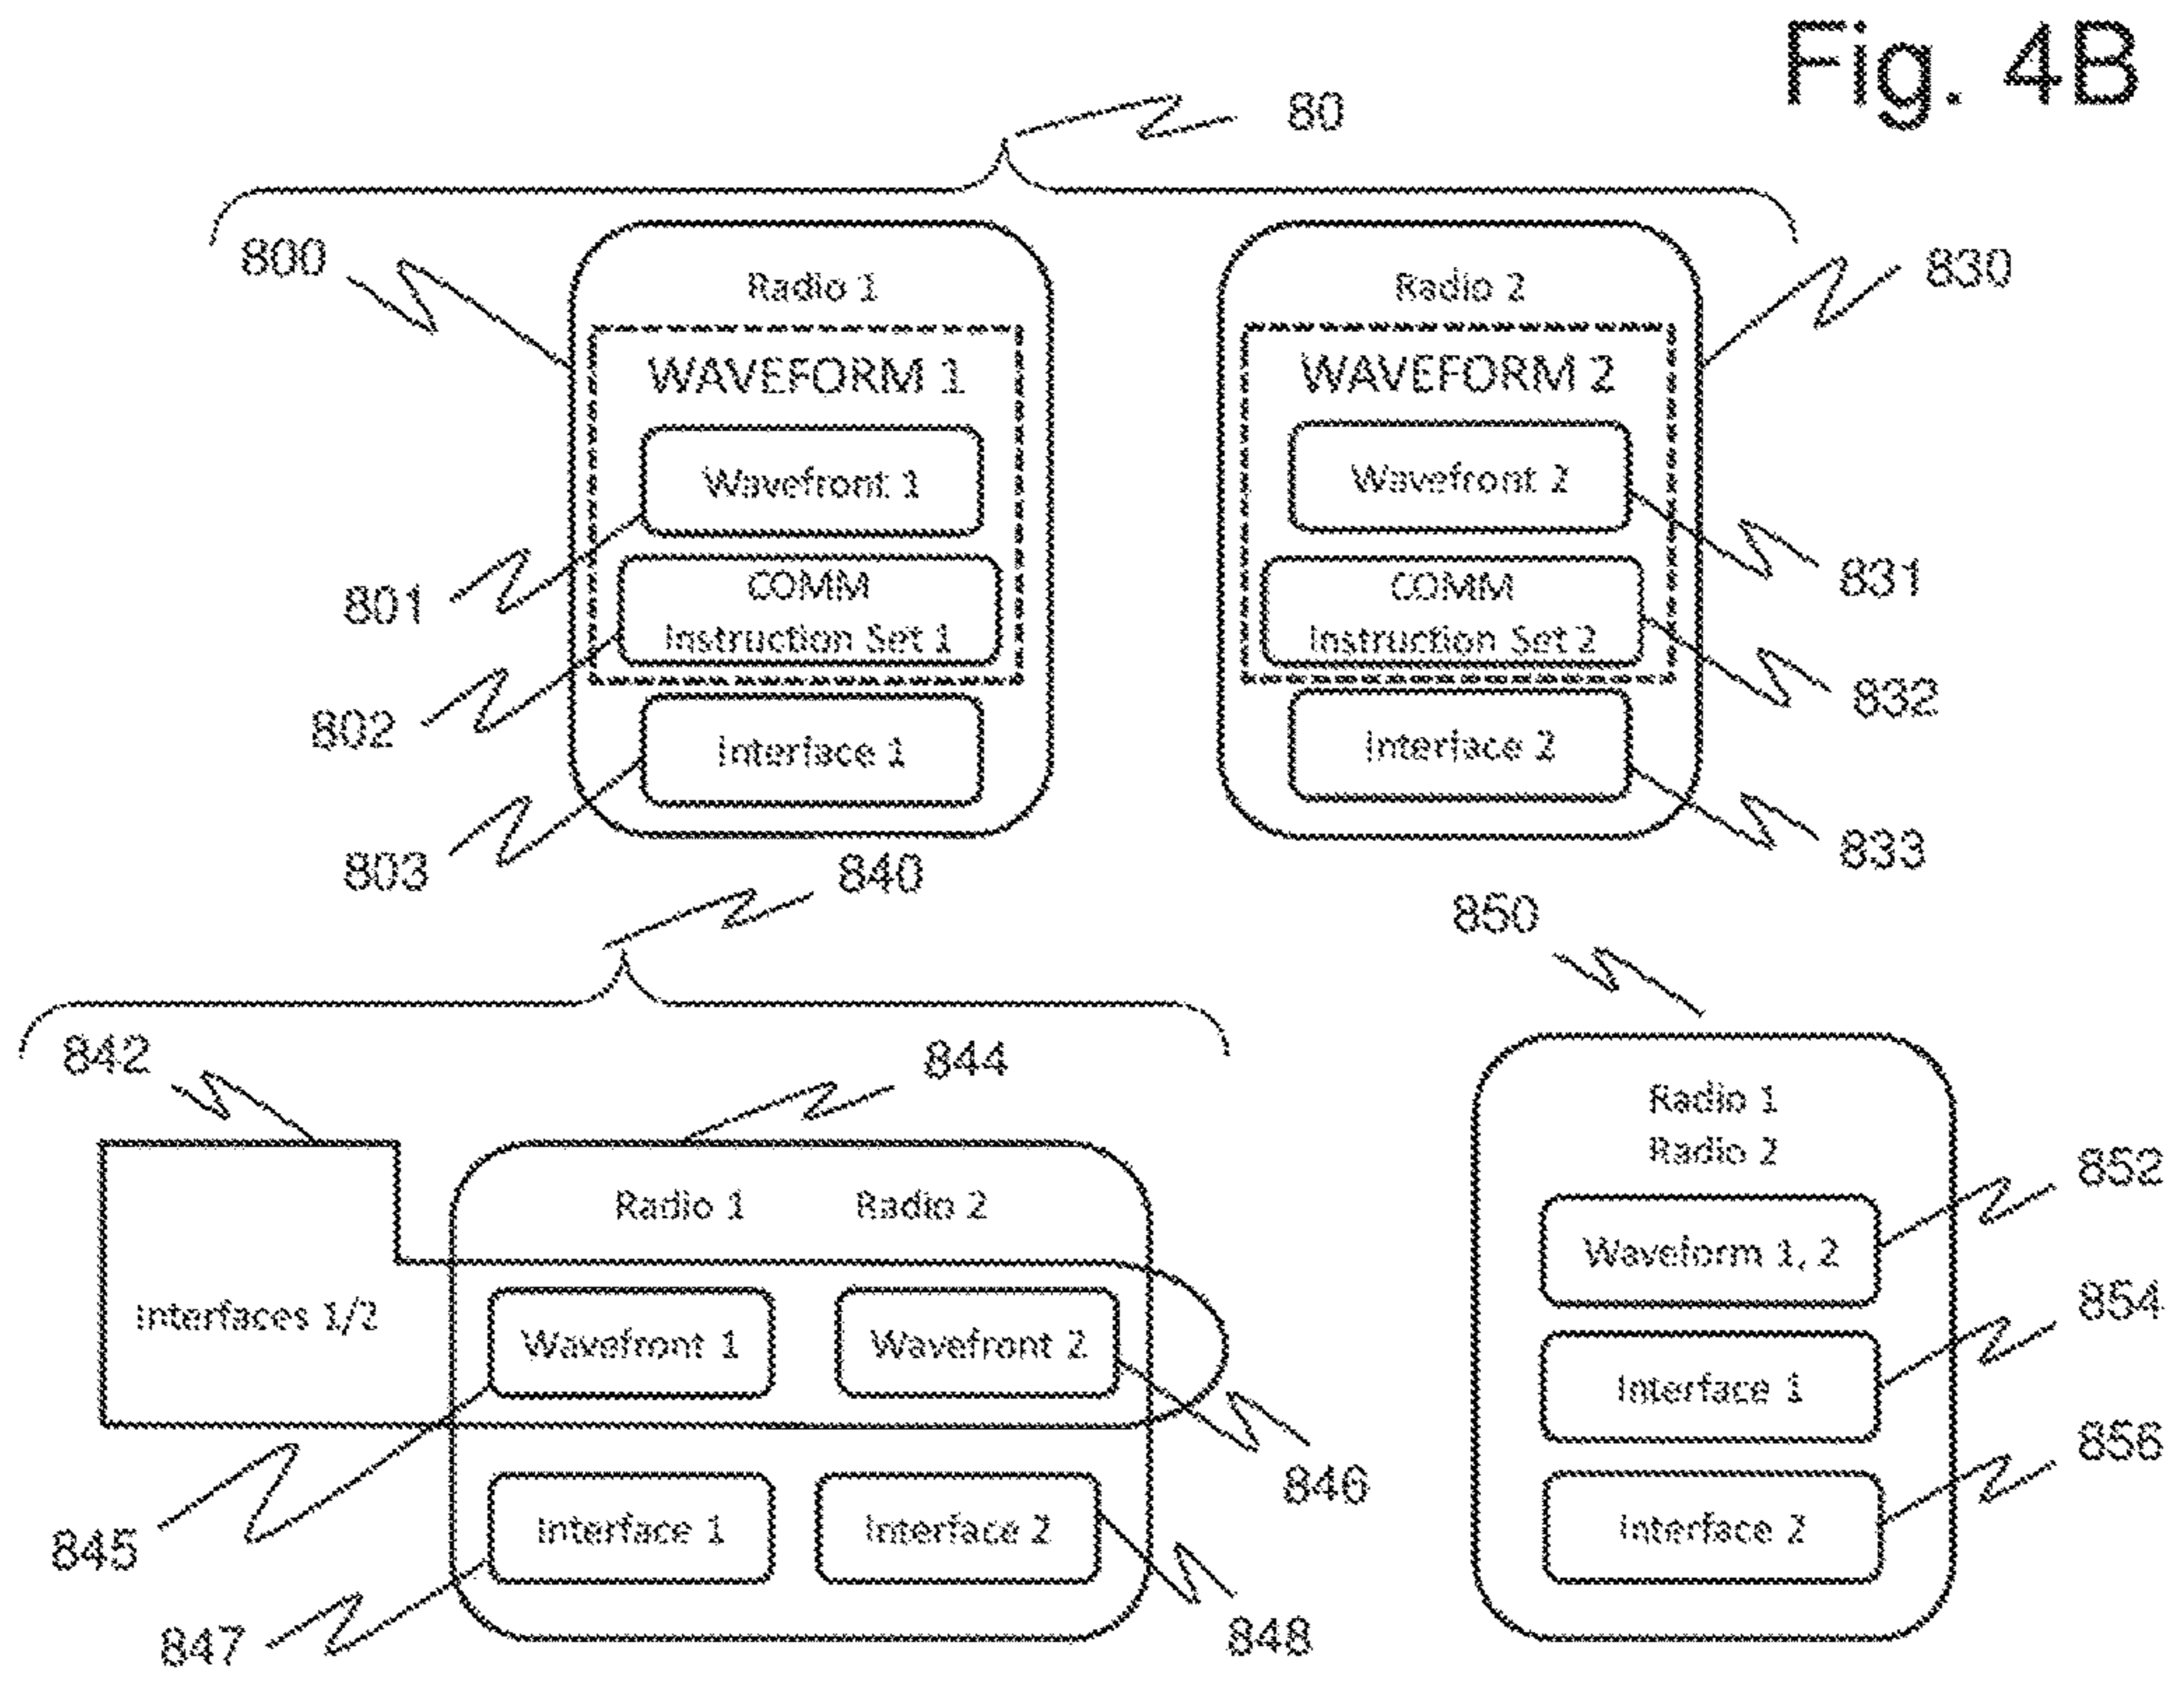 Fig. 4B
80
800
830
Radio 1
Radio 2
WAVEFORM 1
WAVEFORM 2
Wavefront 1
Wavefront 2
801
831
COMM
Instruction Set 1
COMM
Instruction Set 2
802
832
Interface 1
Interface 2
803
833
840
850
842
844
Radio 1
Radio 2
Interfaces 1/2
Wavefront 1
Wavefront 2
845
846
Interface 1
Interface 2
847
848
Radio 1
Radio 2
Waveform 1, 2
852
Interface 1
854
Interface 2
856